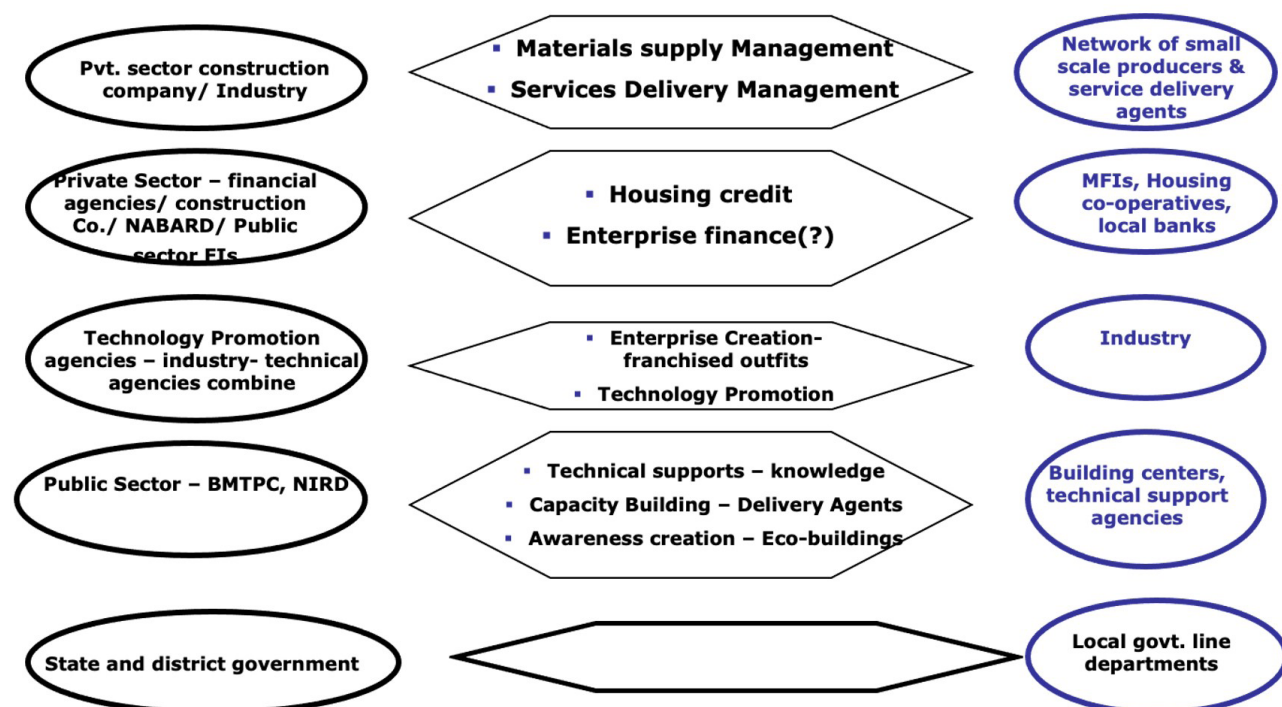 Pvt. sector construction
company/ Industry
▪ Materials supply Management
▪ Services Delivery Management
Network of small
scale producers &
service delivery
agents
Private Sector – financial
agencies/ construction
Co./ NABARD/ Public
sector FIs
▪ Housing credit
▪ Enterprise finance(?)
MFIs, Housing
co-operatives,
local banks
Technology Promotion
agencies – industry- technical
agencies combine
▪ Enterprise Creation-
franchised outfits
▪ Technology Promotion
Industry
Public Sector – BMTPC, NIRD
▪ Technical supports – knowledge
▪ Capacity Building – Delivery Agents
▪ Awareness creation – Eco-buildings
Building centers,
technical support
agencies
State and district government
Local govt. line
departments